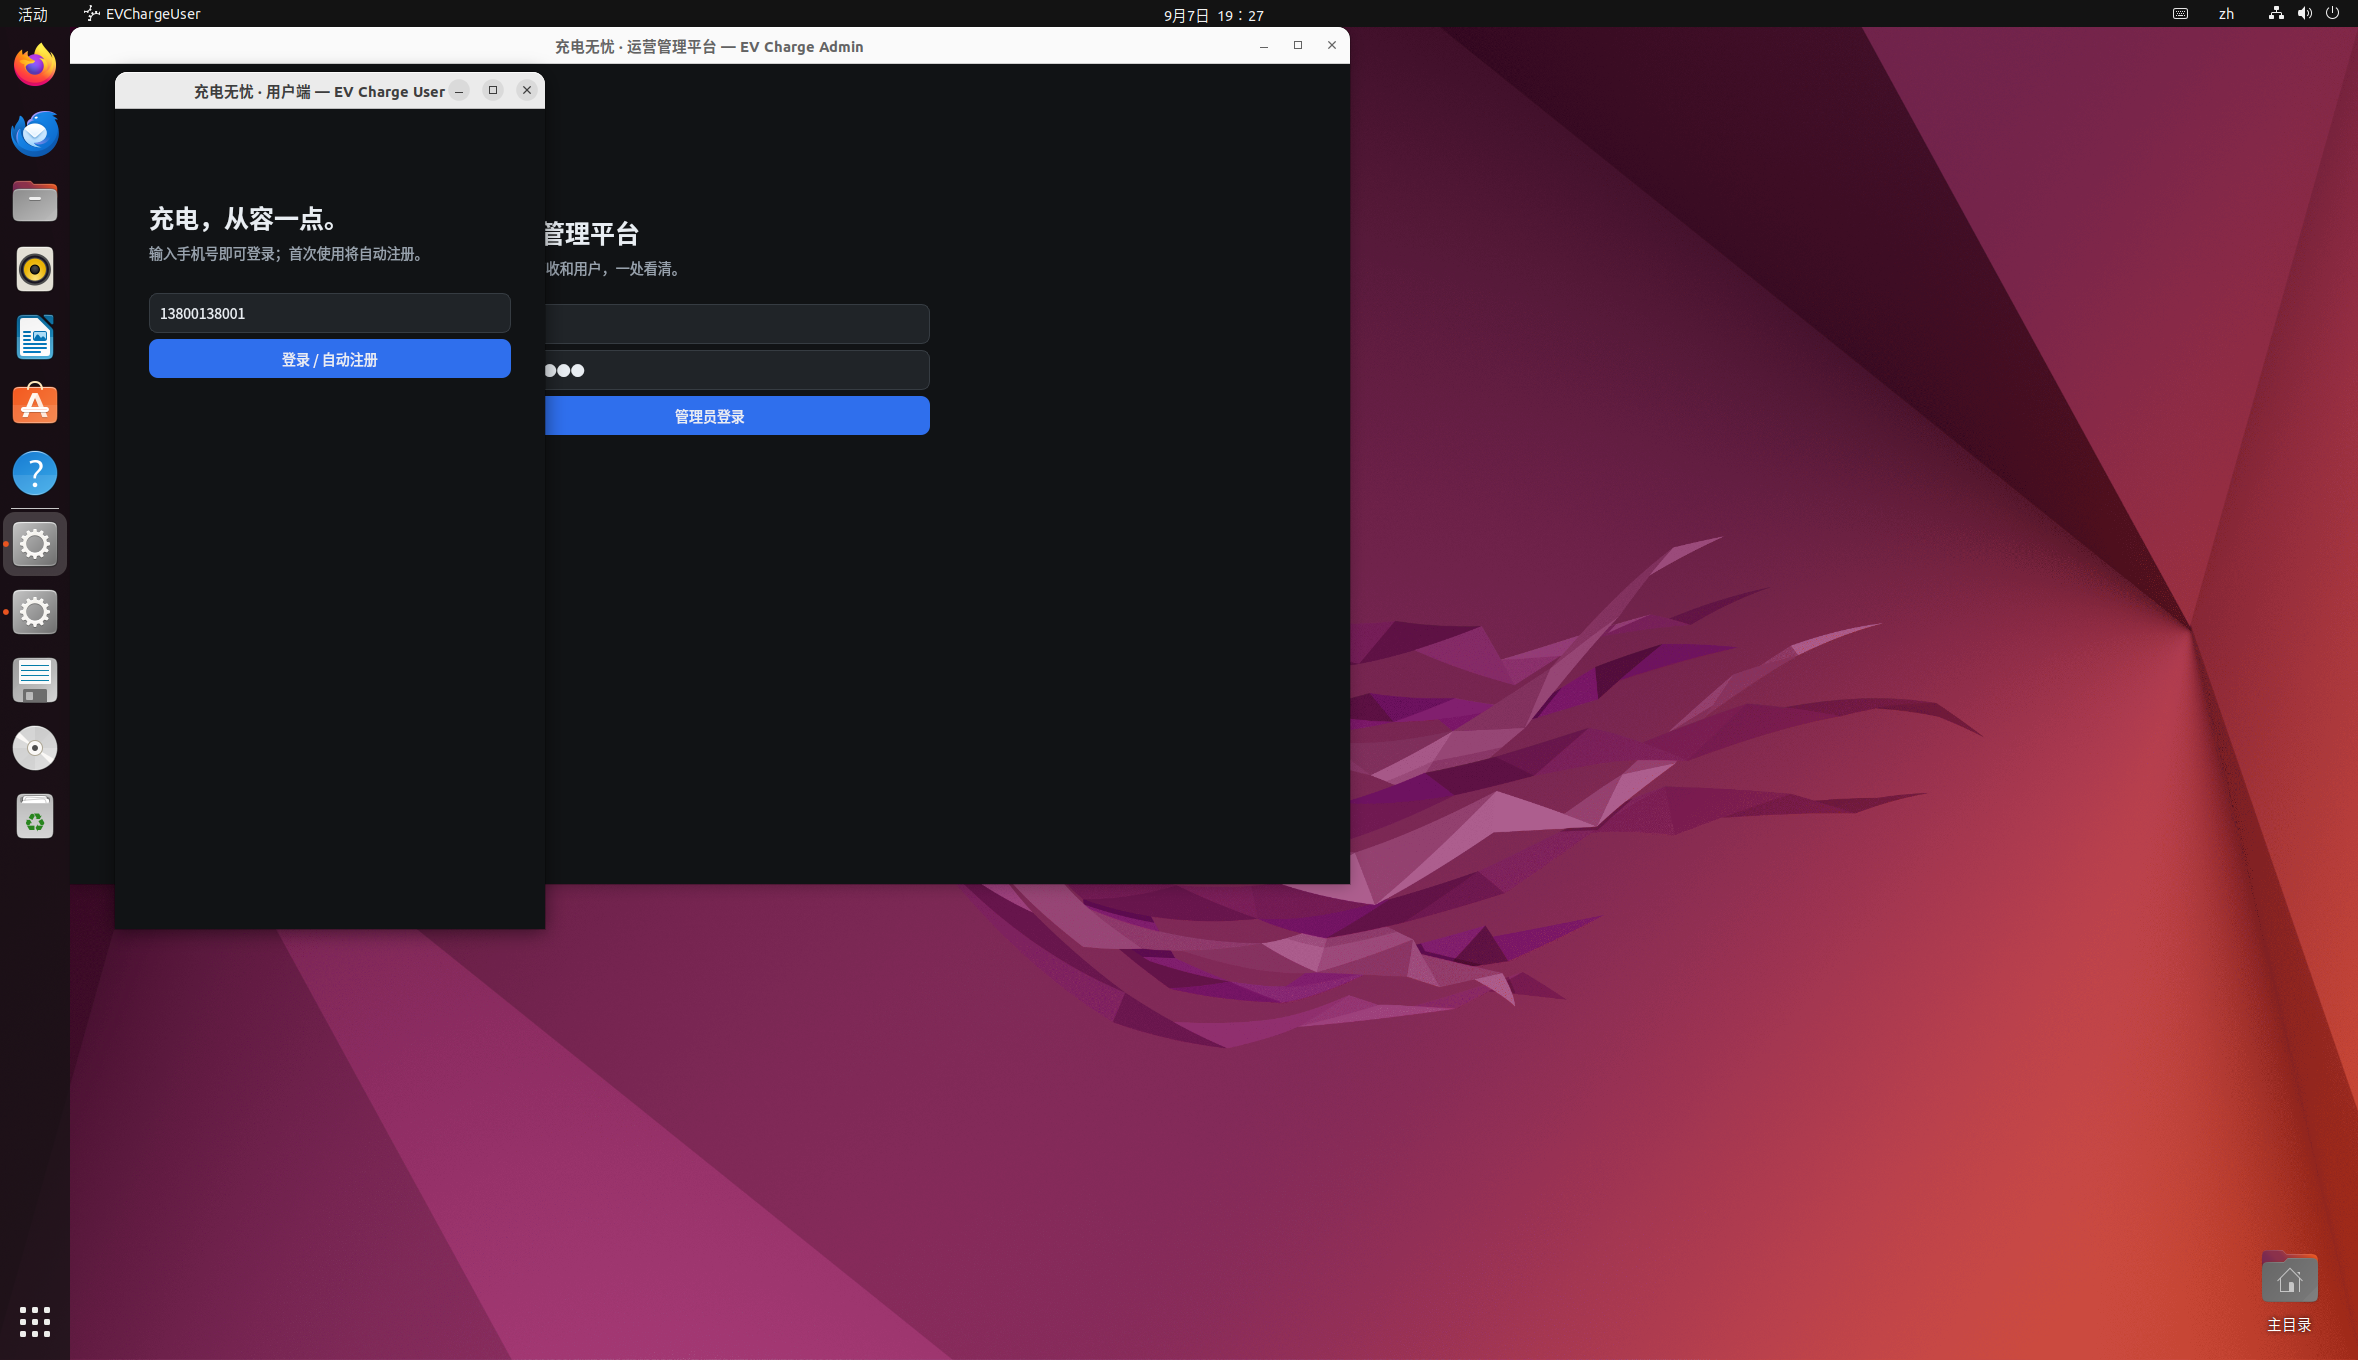 活动 EVChargeUser 9月7日 19：27 zh
充电无忧 · 运营管理平台 — EV Charge Admin
充电无忧 · 用户端 — EV Charge User
充电，从容一点。
输入手机号即可登录；首次使用将自动注册。
13800138001
登录 / 自动注册
管理平台
收和用户，一处看清。
管理员登录
主目录